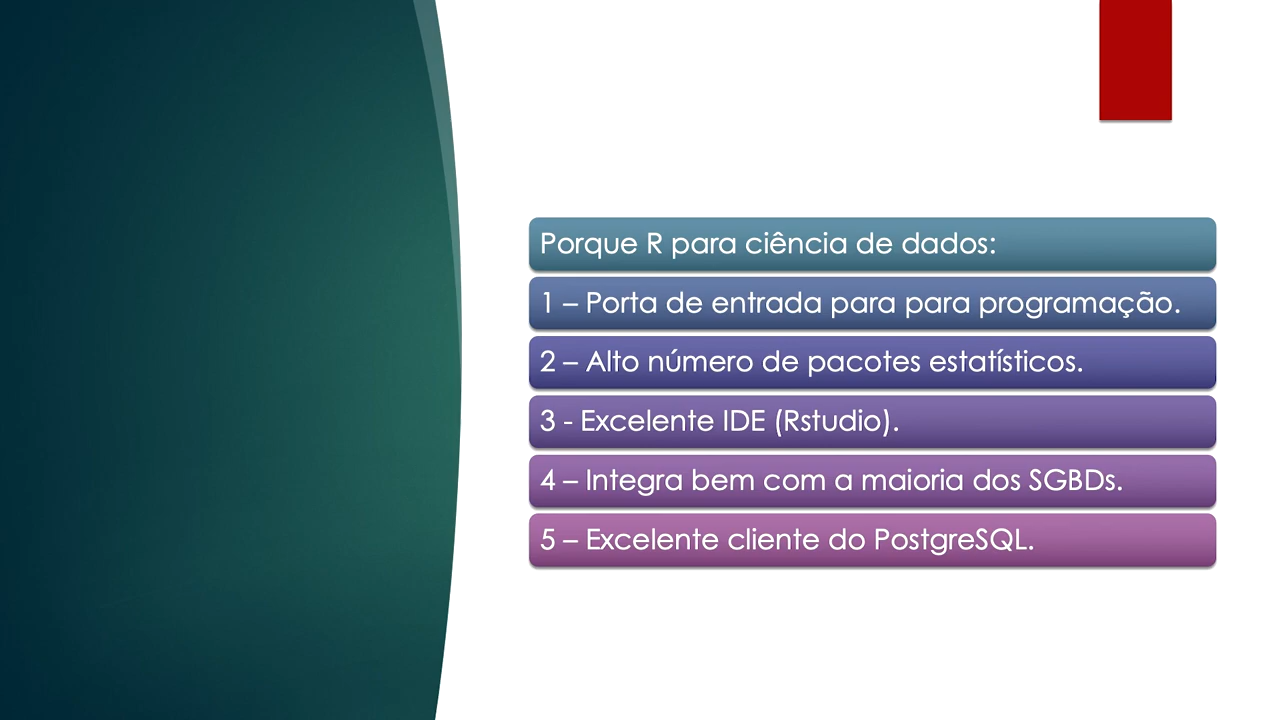 Porque R para ciência de dados:
1 – Porta de entrada para para programação.
2 – Alto número de pacotes estatísticos.
3 - Excelente IDE (Rstudio).
4 – Integra bem com a maioria dos SGBDs.
5 – Excelente cliente do PostgreSQL.